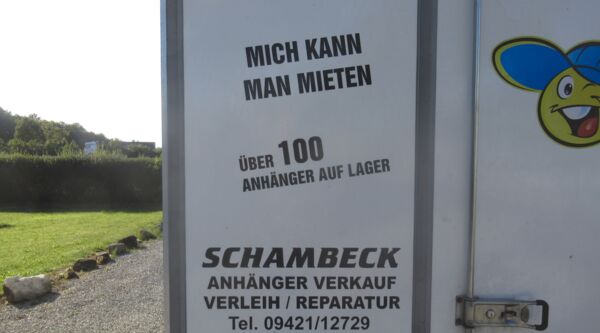 MICH KANN
MAN MIETEN
ÜBER 100
ANHÄNGER AUF LAGER
SCHAMBECK
ANHÄNGER VERKAUF
VERLEIH / REPARATUR
Tel. 09421/12729